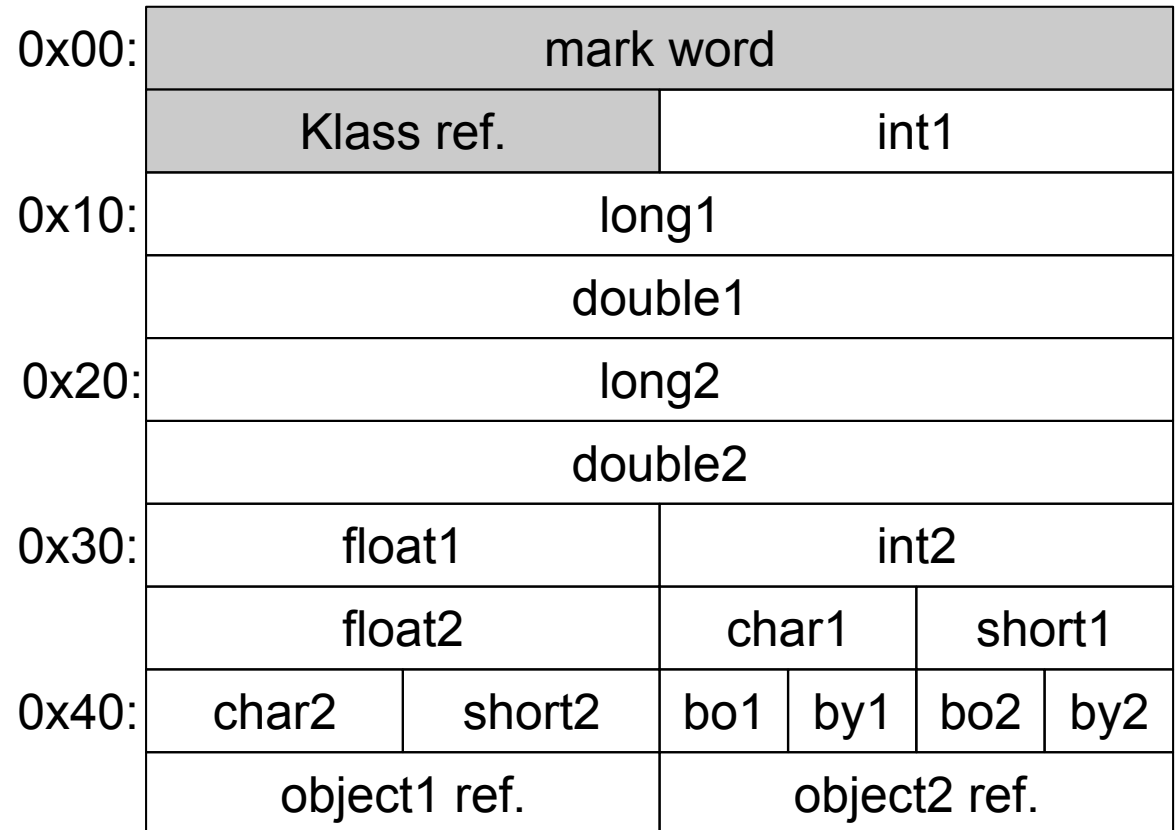 0x00: mark word
Klass ref. int1
0x10: long1
double1
0x20: long2
double2
0x30: float1 int2
float2 char1 short1
0x40: char2 short2 bo1 by1 bo2 by2
object1 ref. object2 ref.